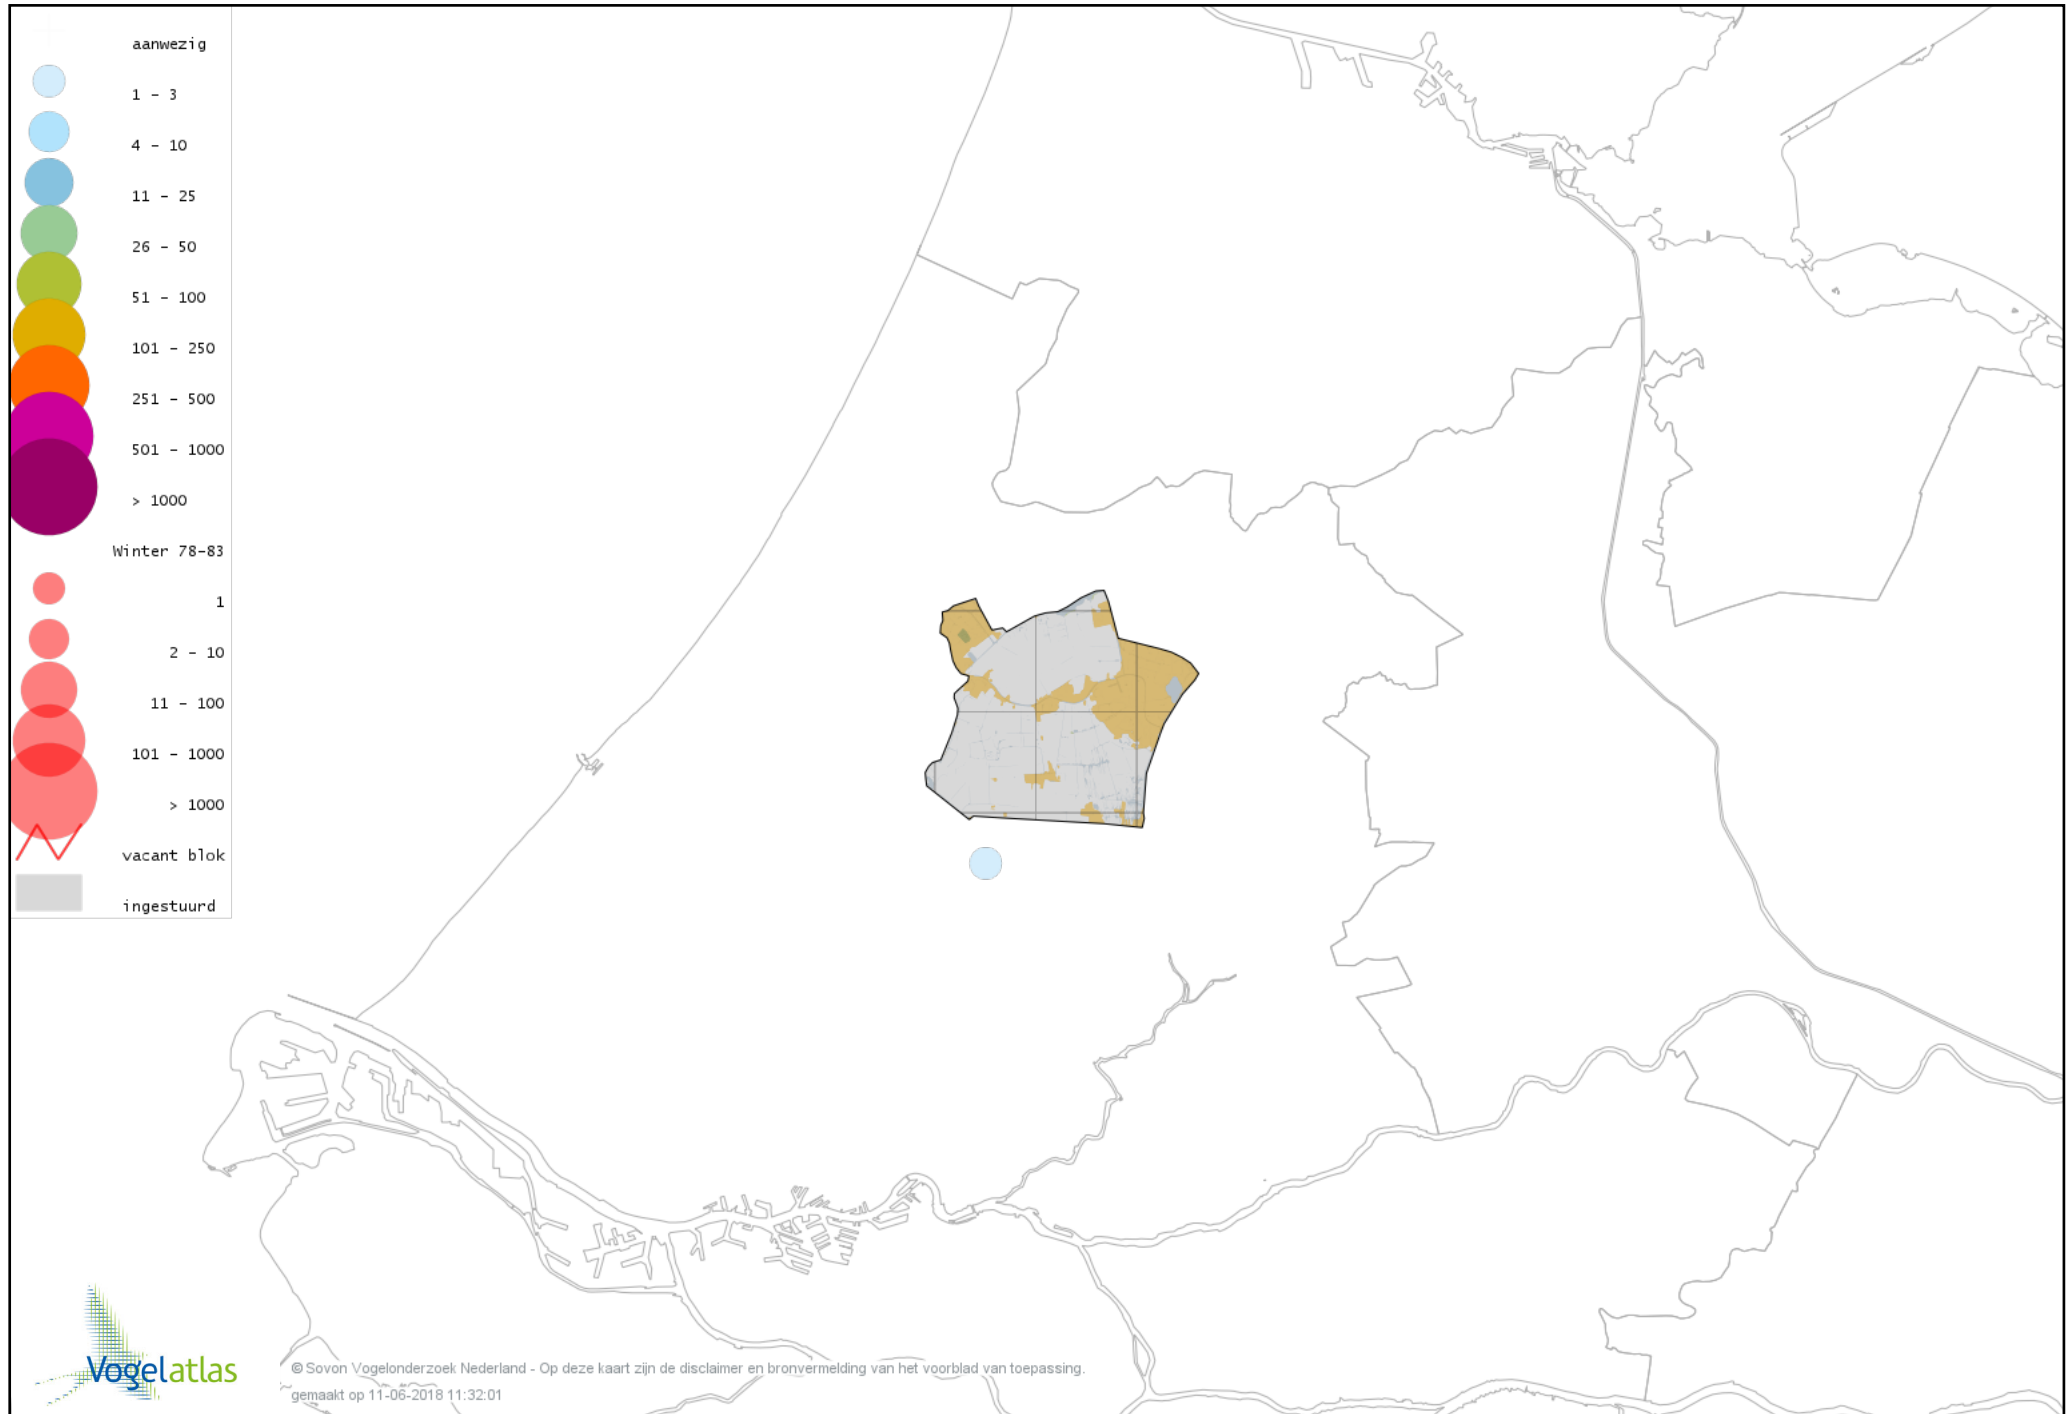 aanwezig
1 - 3
4 - 10
11 - 25
26 - 50
51 - 100
101 - 250
251 - 500
501 - 1000
> 1000
Winter 78-83
1
2 - 10
11 - 100
101 - 1000
> 1000
vacant blok
ingestuurd
Vogelatlas
© Sovon Vogelonderzoek Nederland - Op deze kaart zijn de disclaimer en bronvermelding van het voorblad van toepassing.
gemaakt op 11-06-2018 11:32:01